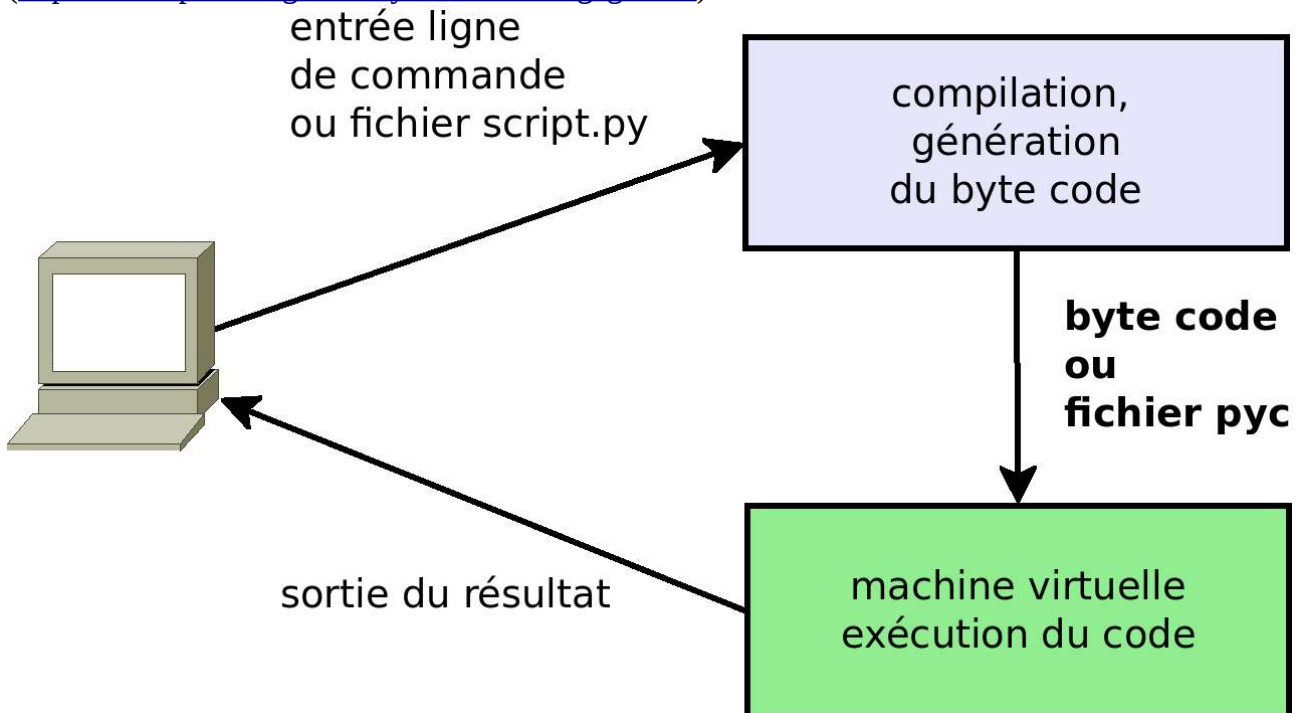 entrée ligne
de commande
ou fichier script.py
compilation,
génération
du byte code
byte code
ou
fichier pyc
machine virtuelle
exécution du code
sortie du résultat